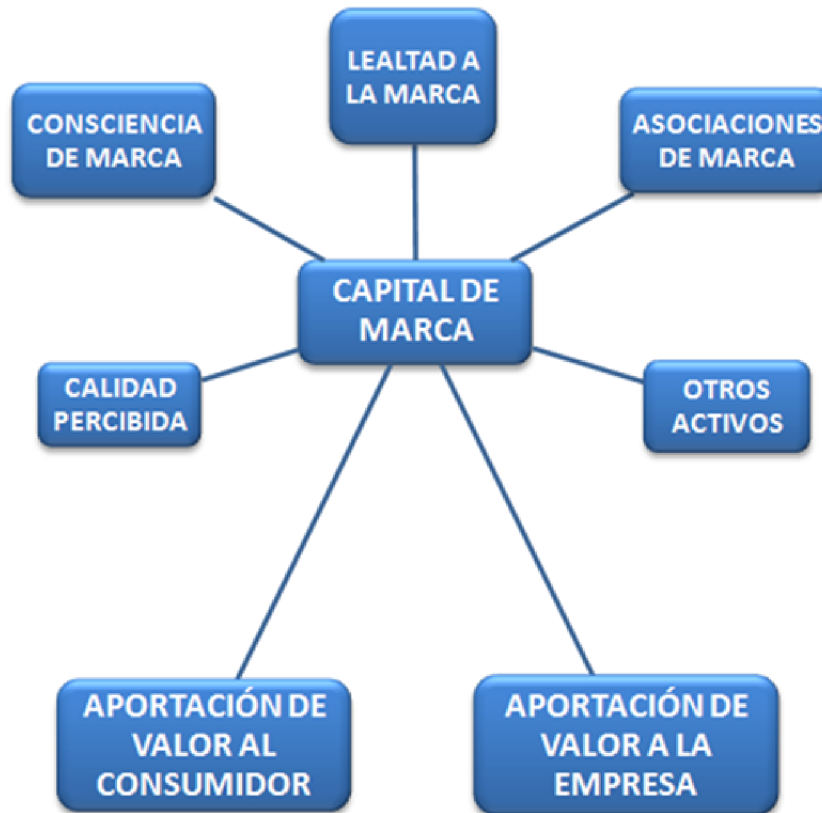 LEALTAD A
LA MARCA
CONSCIENCIA
DE MARCA
ASOCIACIONES
DE MARCA
CAPITAL DE
MARCA
CALIDAD
PERCIBIDA
OTROS
ACTIVOS
APORTACIÓN DE
VALOR AL
CONSUMIDOR
APORTACIÓN DE
VALOR A LA
EMPRESA